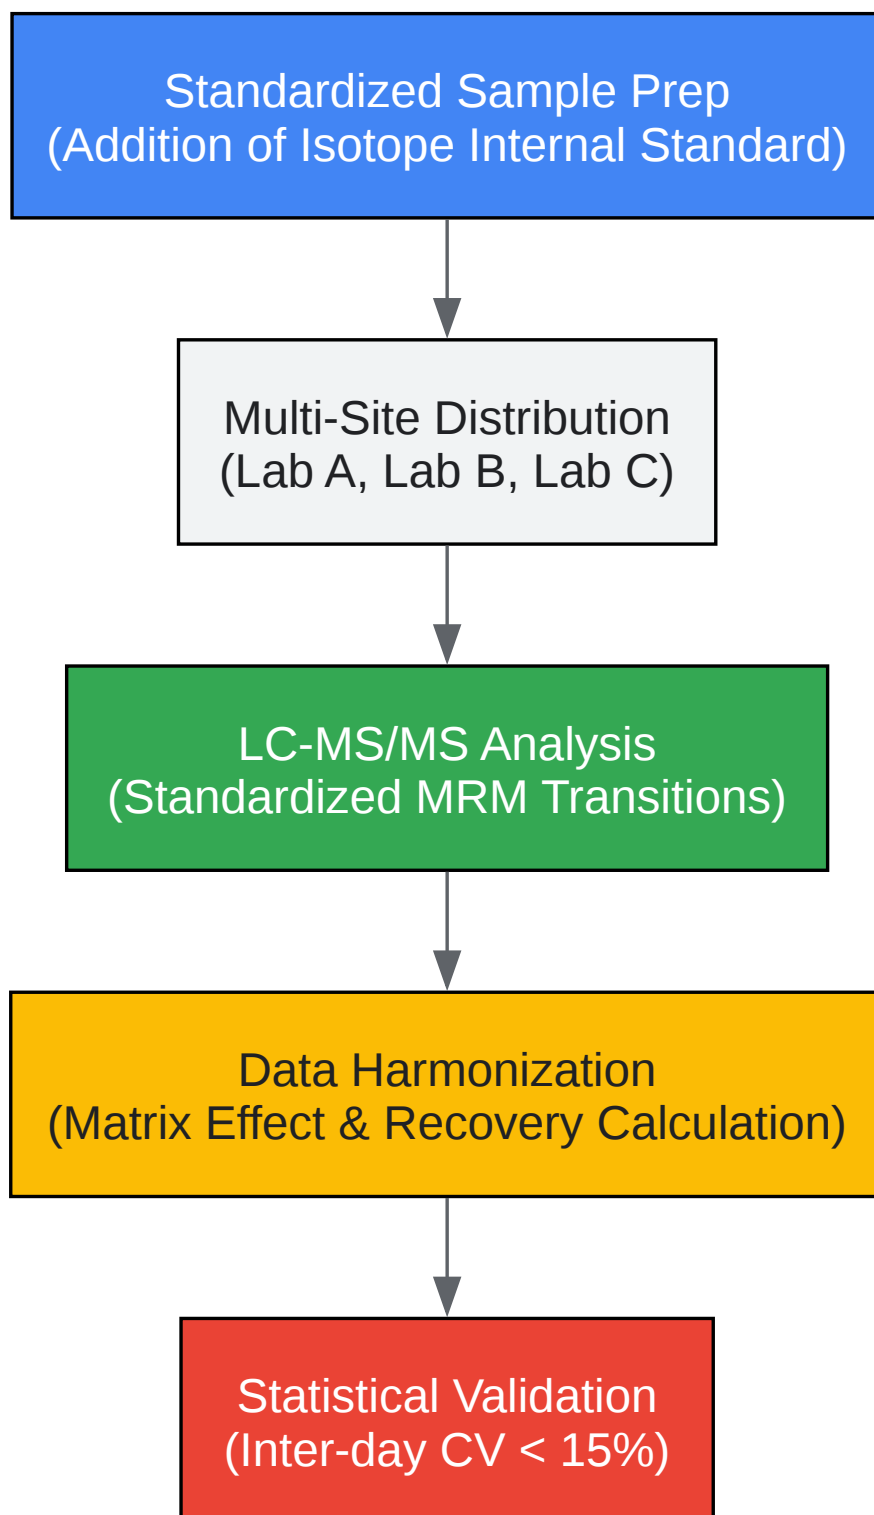 Standardized Sample Prep
(Addition of Isotope Internal Standard)
Multi-Site Distribution
(Lab A, Lab B, Lab C)
LC-MS/MS Analysis
(Standardized MRM Transitions)
Data Harmonization
(Matrix Effect & Recovery Calculation)
Statistical Validation
(Inter-day CV < 15%)